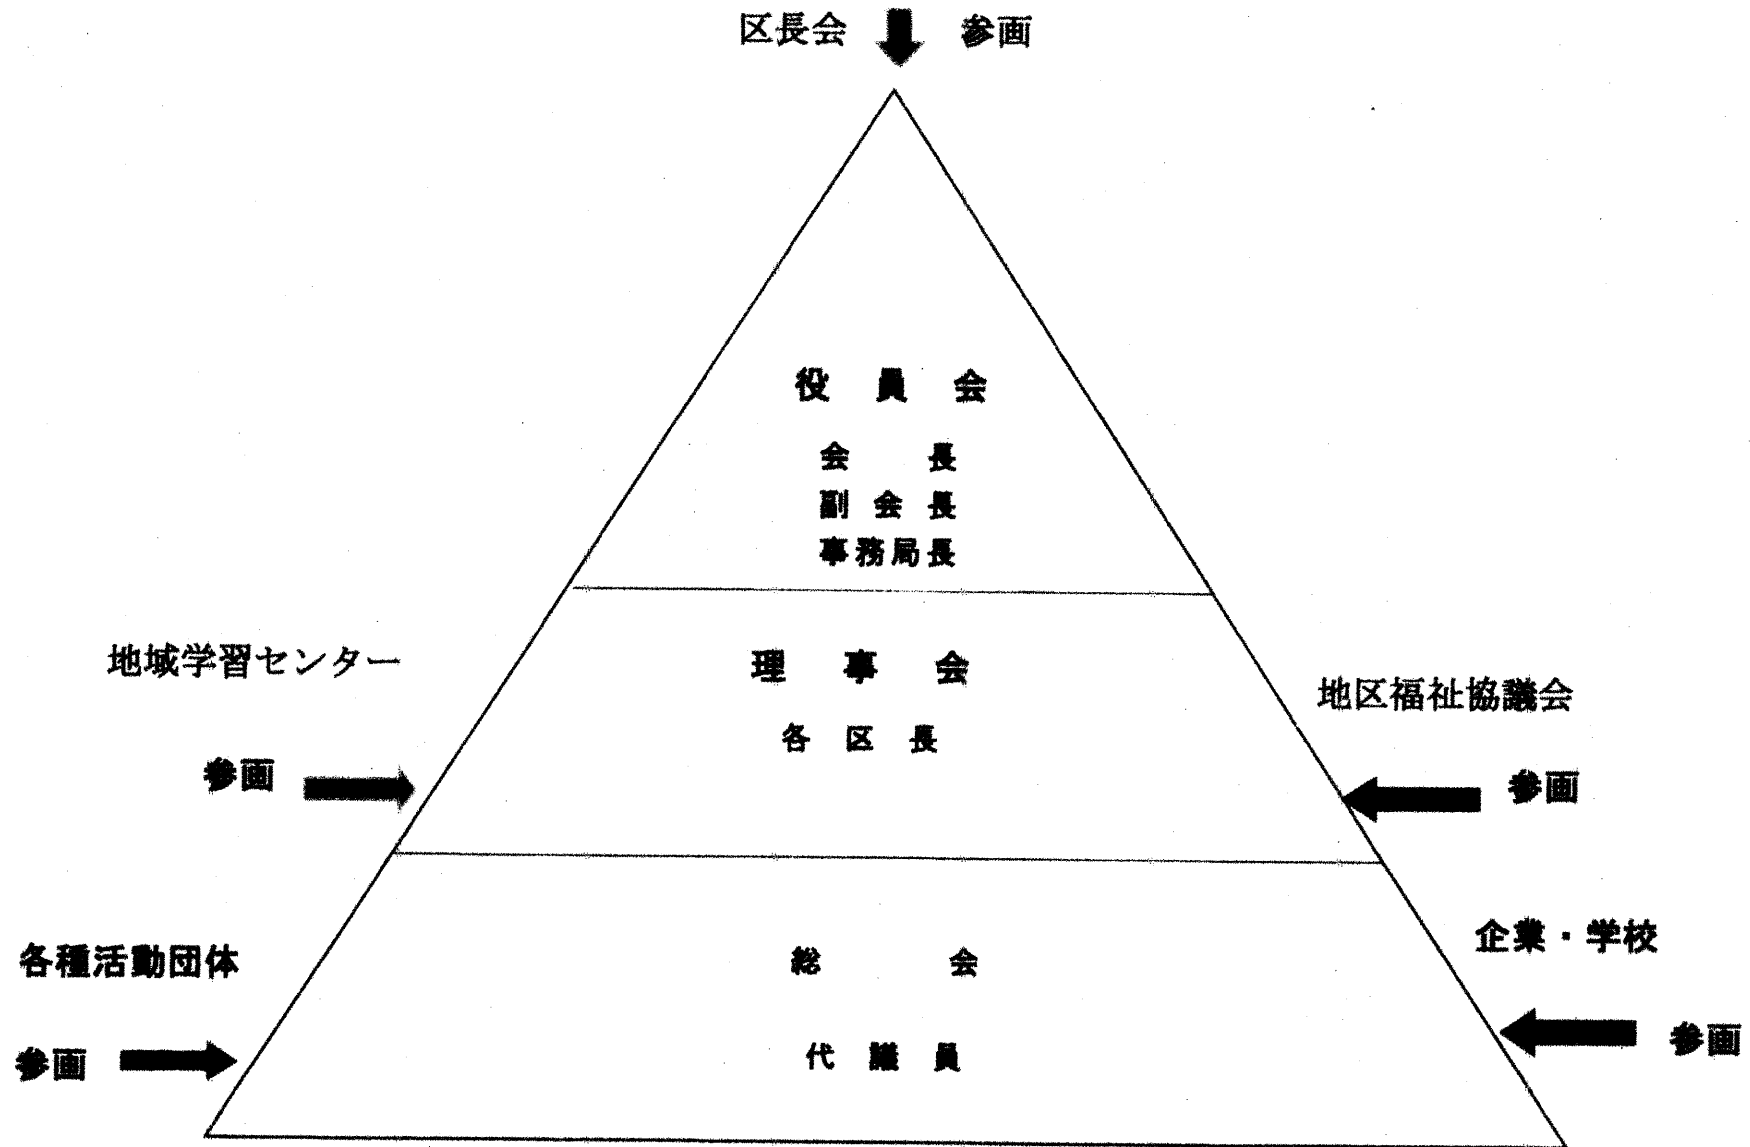 区長会 参画
役員会
会長
副会長
事務局長
地域学習センター
理事会
地区福祉協議会
各区長
参画
参画
各種活動団体
総会
企業・学校
参画
代議員
参画